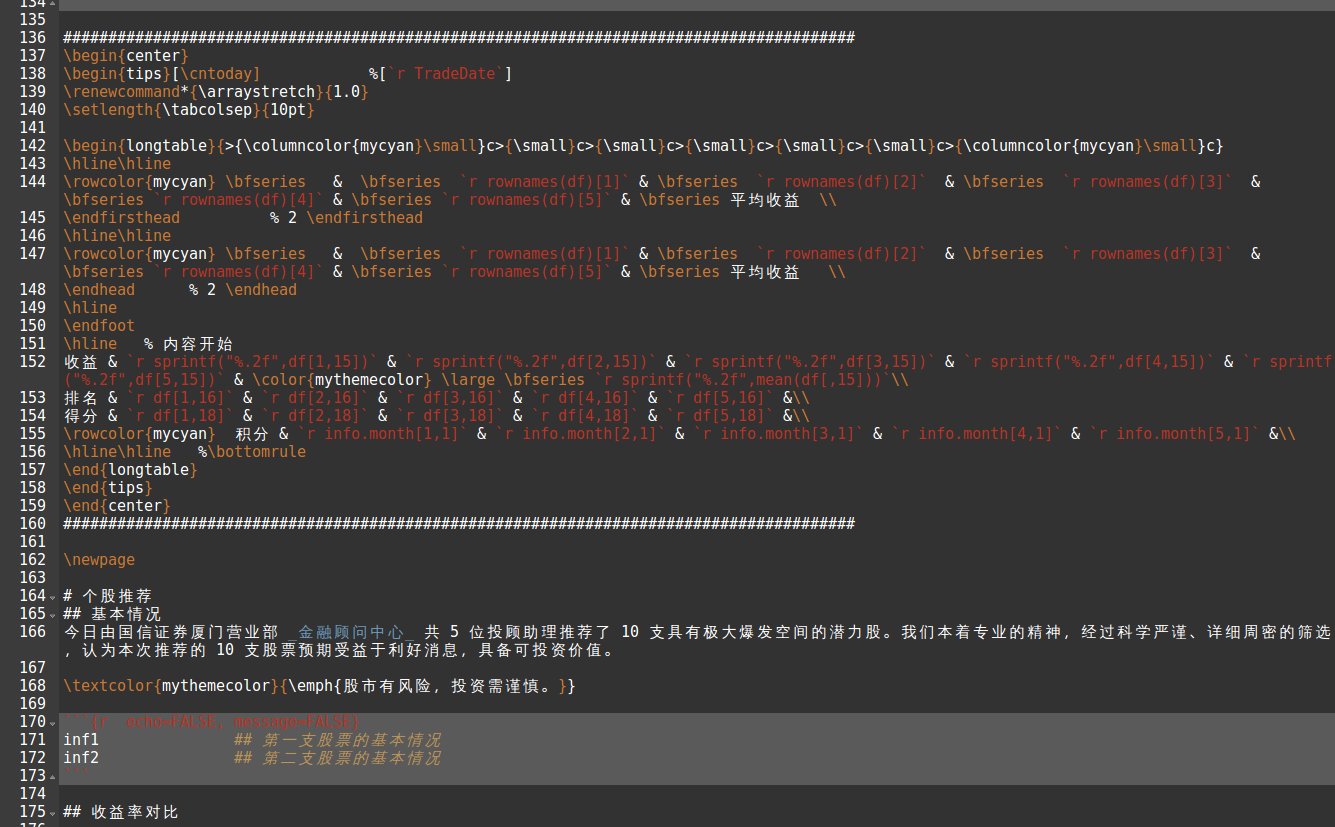 134
135
136 ########################################################################################
137 \begin{center}
138 \begin{tips}[\cntoday]            %[`r TradeDate`]
139 \renewcommand*{\arraystretch}{1.0}
140 \setlength{\tabcolsep}{10pt}
141
142 \begin{longtable}{>{\columncolor{mycyan}\small}c>{\small}c>{\small}c>{\small}c>{\small}c>{\small}c>{\columncolor{mycyan}\small}c}
143 \hline\hline
144 \rowcolor{mycyan} \bfseries   &  \bfseries  `r rownames(df)[1]` & \bfseries  `r rownames(df)[2]`  & \bfseries  `r rownames(df)[3]`  &
\bfseries `r rownames(df)[4]` & \bfseries `r rownames(df)[5]` & \bfseries 平均收益  \\
145 \endfirsthead          % 2 \endfirsthead
146 \hline\hline
147 \rowcolor{mycyan} \bfseries   &  \bfseries  `r rownames(df)[1]` & \bfseries  `r rownames(df)[2]`  & \bfseries  `r rownames(df)[3]`  &
\bfseries `r rownames(df)[4]` & \bfseries `r rownames(df)[5]` & \bfseries 平均收益   \\
148 \endhead      % 2 \endhead
149 \hline
150 \endfoot
151 \hline   % 内容开始
152 收益 & `r sprintf("%.2f",df[1,15])` & `r sprintf("%.2f",df[2,15])` & `r sprintf("%.2f",df[3,15])` & `r sprintf("%.2f",df[4,15])` & `r sprintf
("%.2f",df[5,15])` & \color{mythemecolor} \large \bfseries `r sprintf("%.2f",mean(df[,15]))`\\
153 排名 & `r df[1,16]` & `r df[2,16]` & `r df[3,16]` & `r df[4,16]` & `r df[5,16]` &\\
154 得分 & `r df[1,18]` & `r df[2,18]` & `r df[3,18]` & `r df[4,18]` & `r df[5,18]` &\\
155 \rowcolor{mycyan}  积分 & `r info.month[1,1]` & `r info.month[2,1]` & `r info.month[3,1]` & `r info.month[4,1]` & `r info.month[5,1]` &\\
156 \hline\hline   %\bottomrule
157 \end{longtable}
158 \end{tips}
159 \end{center}
160 ########################################################################################
161
162 \newpage
163
164 # 个股推荐
165 ## 基本情况
166 今日由国信证券厦门营业部 _金融顾问中心_ 共 5 位投顾助理推荐了 10 支具有极大爆发空间的潜力股。我们本着专业的精神，经过科学严谨、详细周密的筛选
，认为本次推荐的 10 支股票预期受益于利好消息，具备可投资价值。
167
168 \textcolor{mythemecolor}{\emph{股市有风险，投资需谨慎。}}
169
170 ```{r  echo=FALSE, message=FALSE}
171 inf1               ## 第一支股票的基本情况
172 inf2               ## 第二支股票的基本情况
173 ```
174
175 ## 收益率对比
176